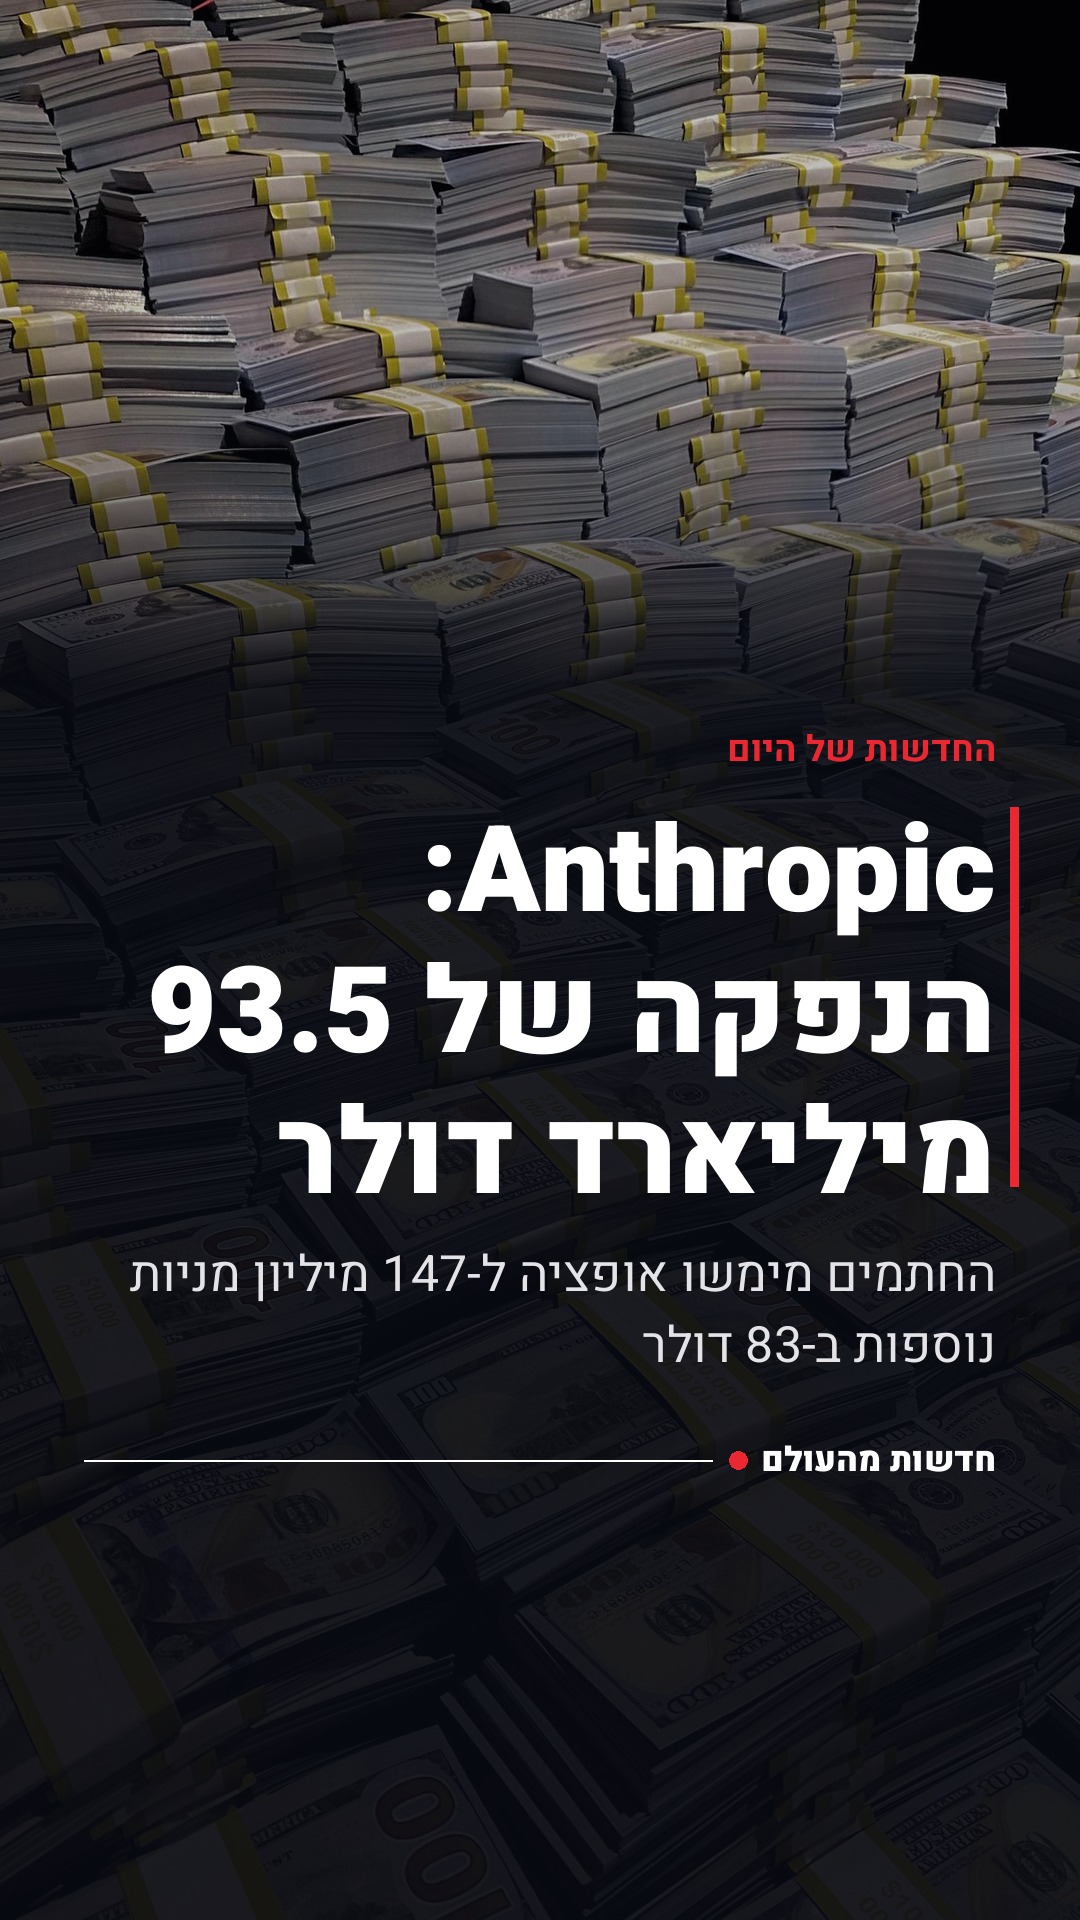 החדשות של היום
Anthropic:
הנפקה של 93.5
מיליארד דולר
החתמים מימשו אופציה ל-147 מיליון מניות
נוספות ב-83 דולר
חדשות מהעולם